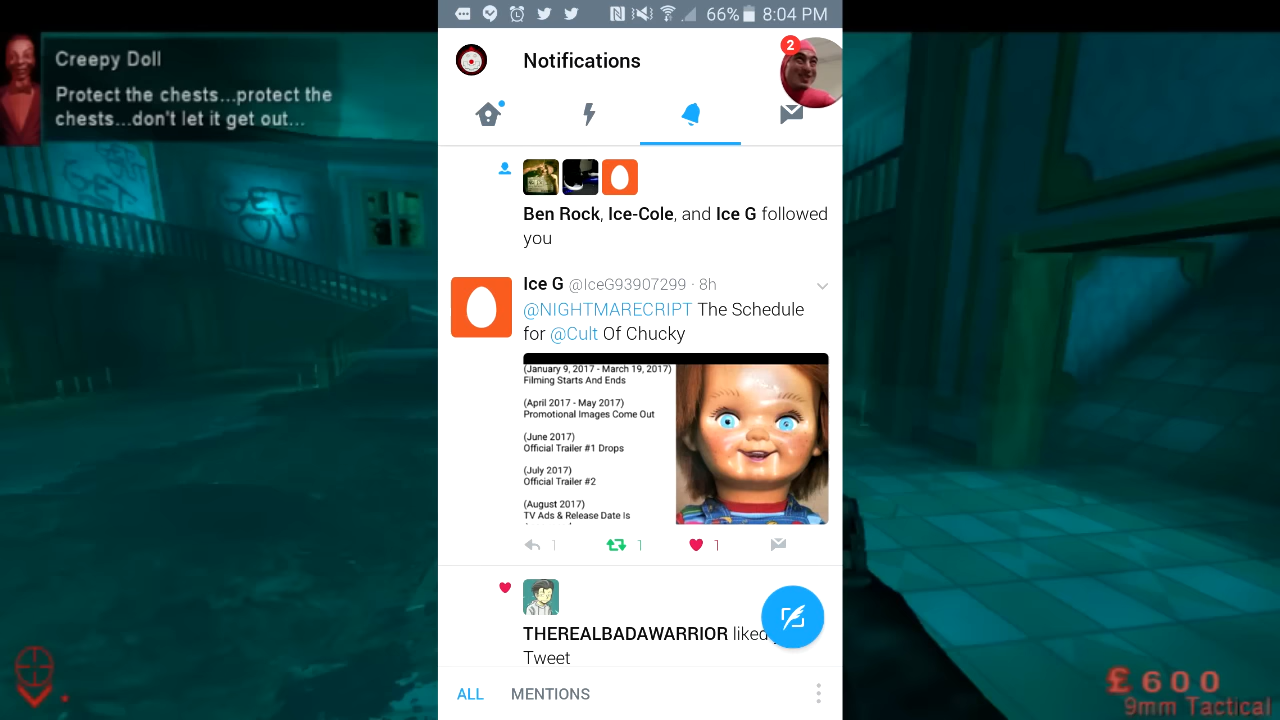 66% 8:04 PM
Creepy Doll
Protect the chests...protect the
chests...don't let it get out...
GET
OUT
Notifications
2
Ben Rock, Ice-Cole, and Ice G followed
you
Ice G @IceG93907299 · 8h
@NIGHTMARECRIPT The Schedule
for @Cult Of Chucky
(January 9, 2017 - March 19, 2017)
Filming Starts And Ends
(April 2017 - May 2017)
Promotional Images Come Out
(June 2017)
Official Trailer #1 Drops
(July 2017)
Official Trailer #2
(August 2017)
TV Ads & Release Date Is
1 1 1
THEREALBADAWARRIOR liked
Tweet
ALL MENTIONS
£600
9mm Tactical